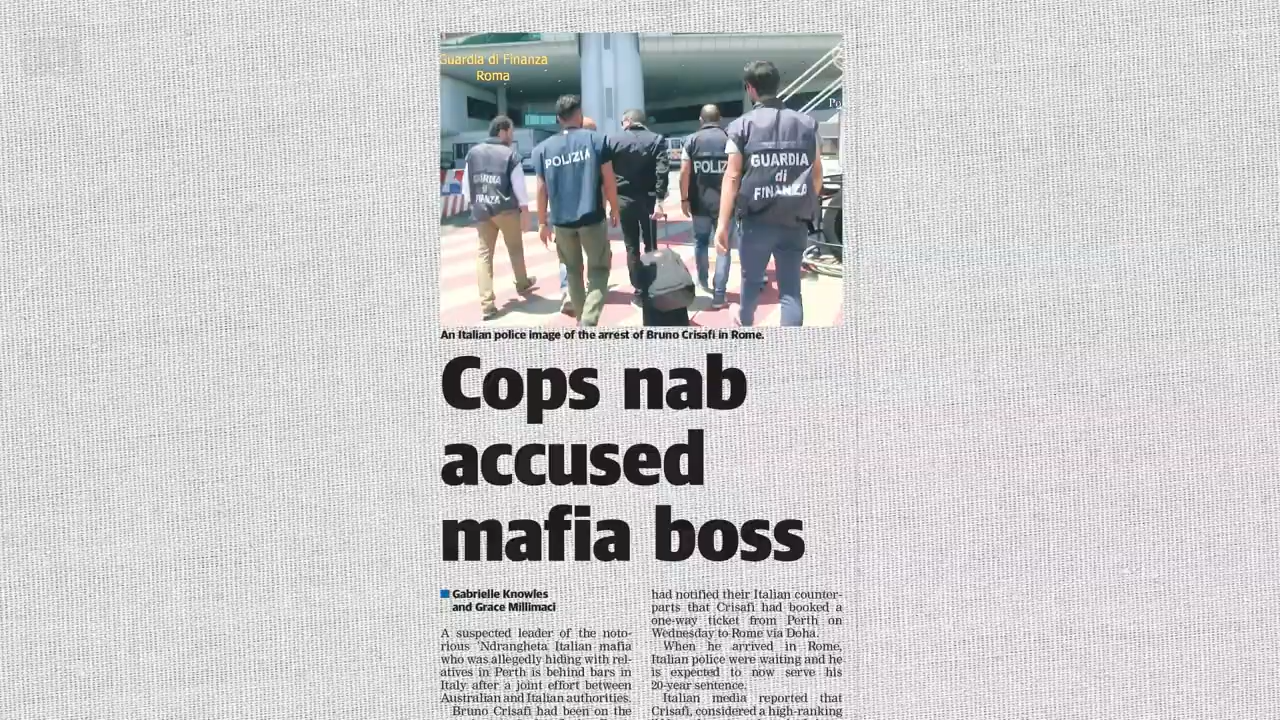 Guardia di Finanza
Roma
Po
GUARDIA
di
FINANZA
POLIZIA
POLIZ
GUARDIA
di
FINANZA
An Italian police image of the arrest of Bruno Crisafi in Rome.
Cops nab
accused
mafia boss
Gabrielle Knowles
and Grace Millimaci
A suspected leader of the noto-
rious 'Ndrangheta Italian mafia
who was allegedly hiding with rel-
atives in Perth is behind bars in
Italy after a joint effort between
Australian and Italian authorities.
Bruno Crisafi had been on the
had notified their Italian counter-
parts that Crisafi had booked a
one-way ticket from Perth on
Wednesday to Rome via Doha.
When he arrived in Rome,
Italian police were waiting and he
is expected to now serve his
20-year sentence.
Italian media reported that
Crisafi, considered a high-ranking